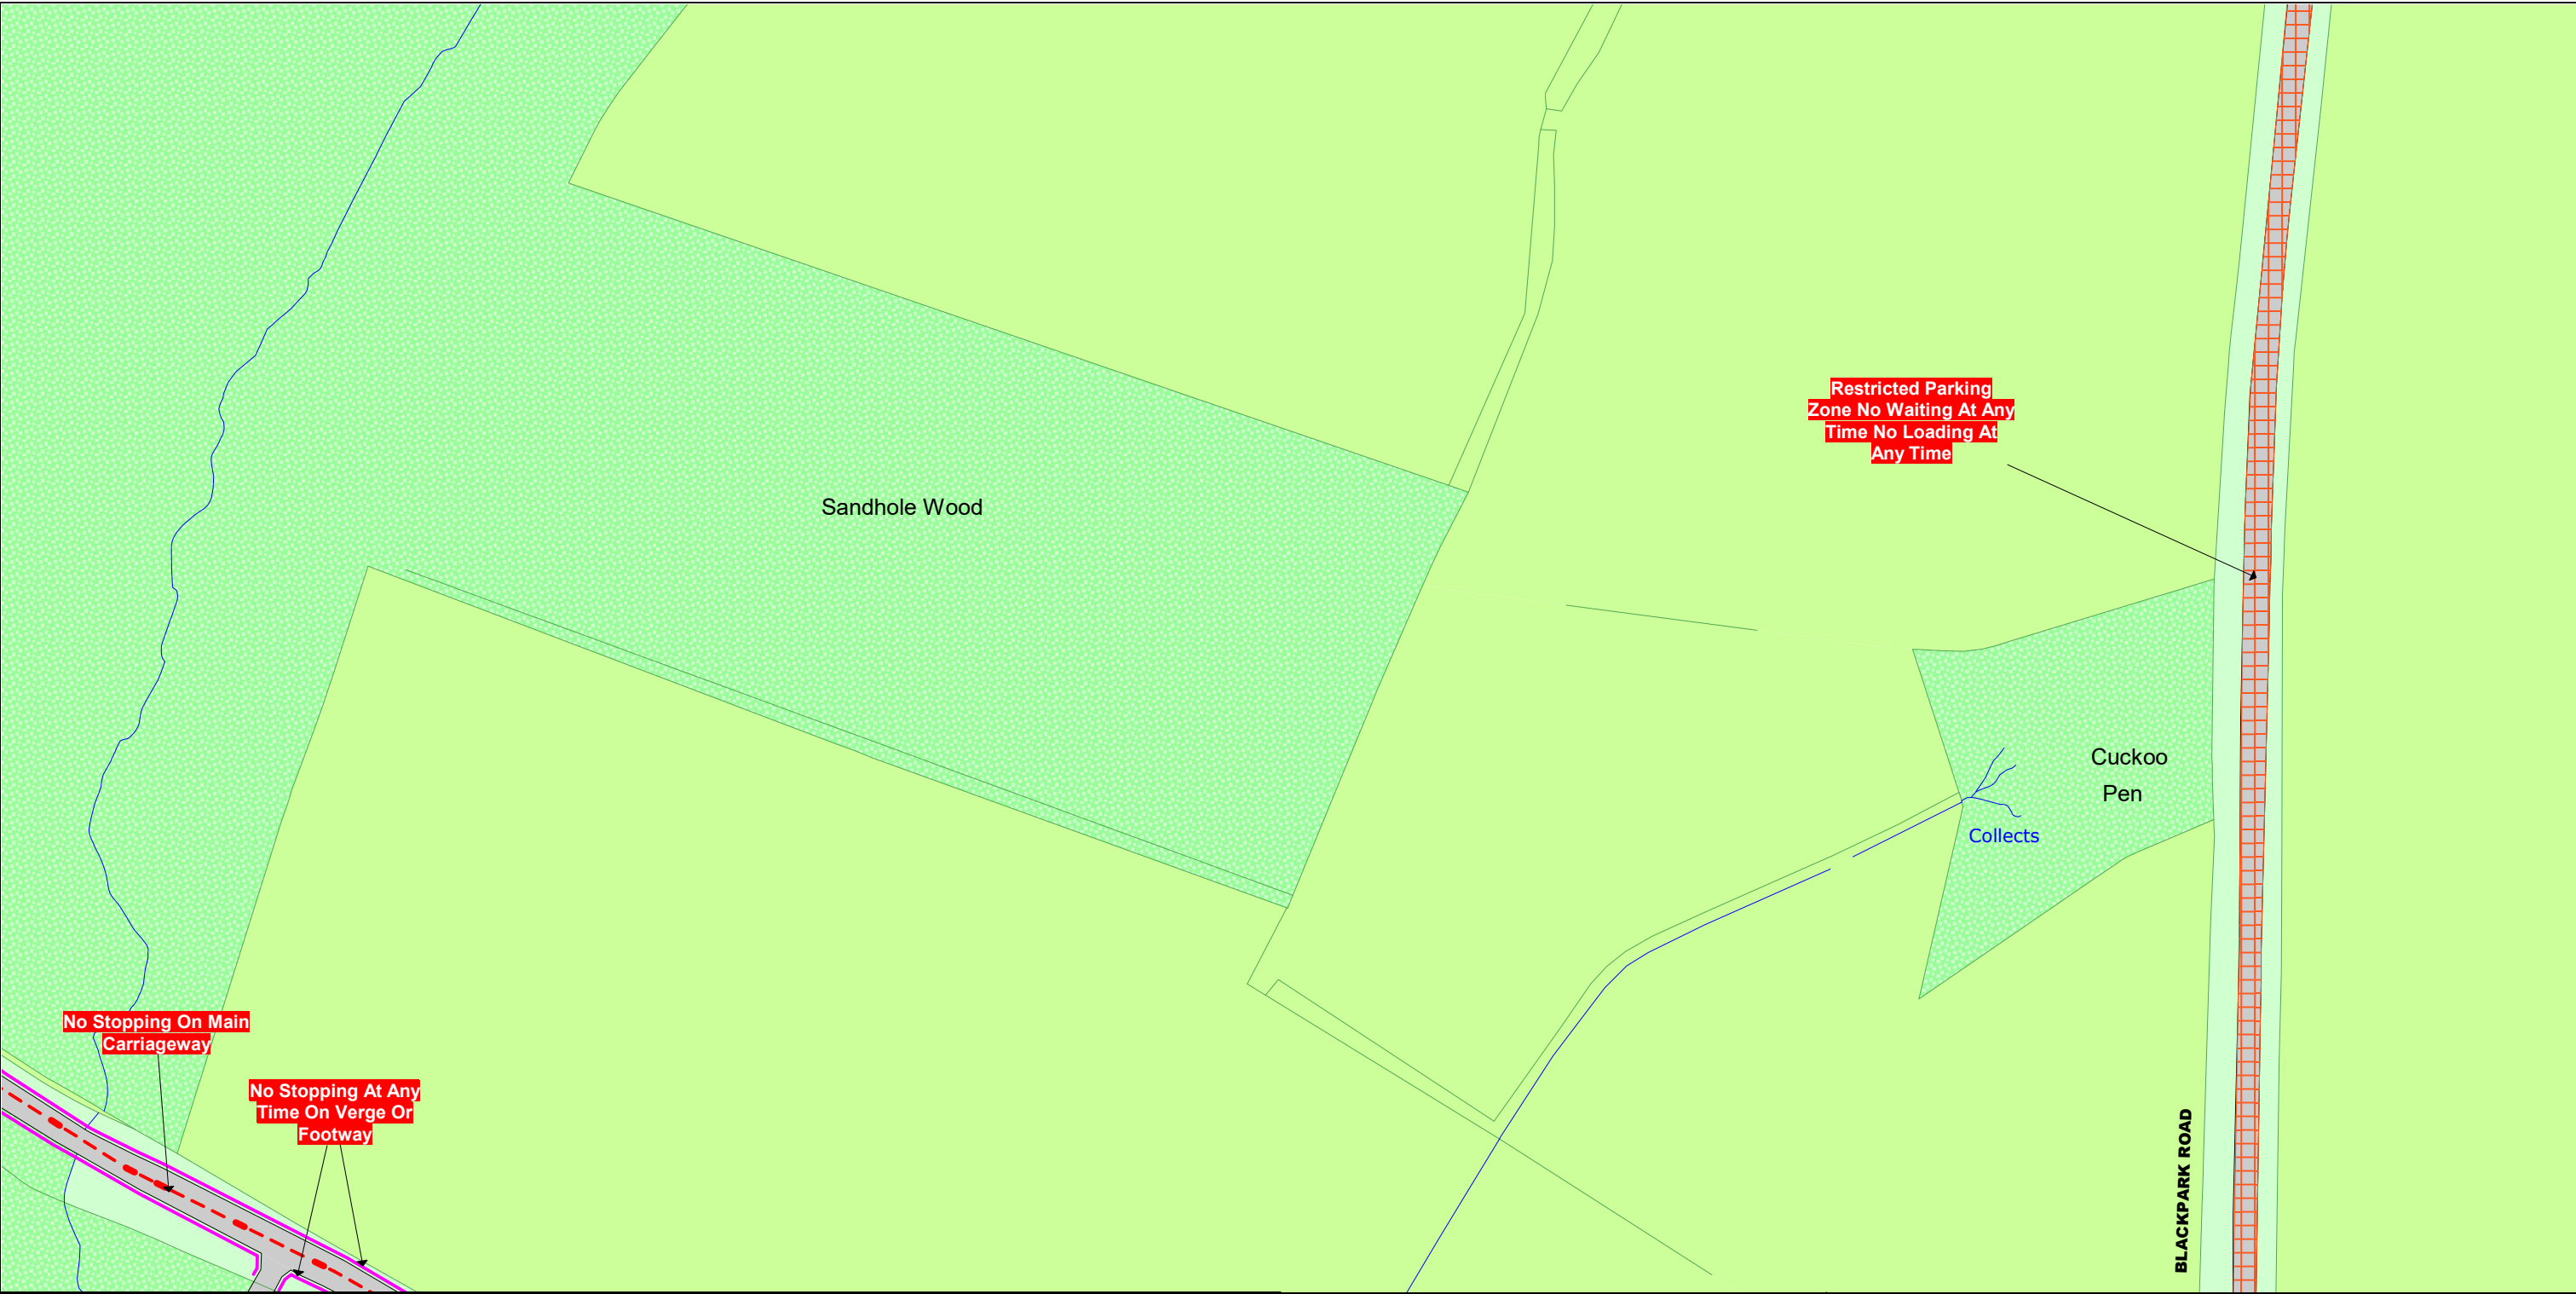 Restricted Parking
Zone No Waiting At Any
Time No Loading At
Any Time
Sandhole Wood
Cuckoo
Pen
Collects
No Stopping On Main
Carriageway
No Stopping At Any
Time On Verge Or
Footway
BLACKPARK ROAD